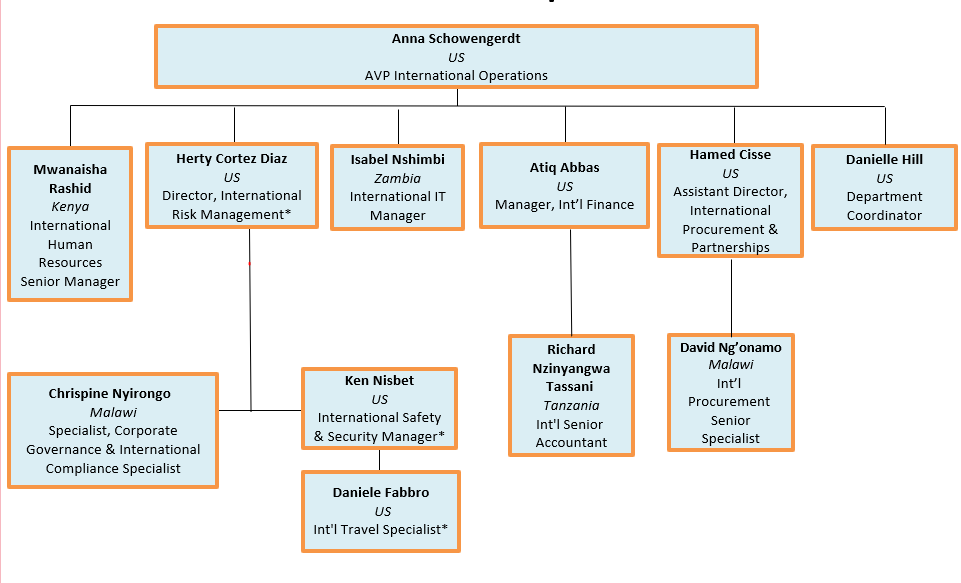 Anna Schowengerdt
US
AVP International Operations
Mwanaisha
Rashid
Kenya
International
Human
Resources
Senior Manager
Herty Cortez Diaz
US
Director, International
Risk Management*
Isabel Nshimbi
Zambia
International IT
Manager
Atiq Abbas
US
Manager, Int’l Finance
Hamed Cisse
US
Assistant Director,
International
Procurement &
Partnerships
Danielle Hill
US
Department
Coordinator
Chrispine Nyirongo
Malawi
Specialist, Corporate
Governance & International
Compliance Specialist
Ken Nisbet
US
International Safety
& Security Manager*
Daniele Fabbro
US
Int'l Travel Specialist*
Richard
Nzinyangwa
Tassani
Tanzania
Int'l Senior
Accountant
David Ng’onamo
Malawi
Int’l
Procurement
Senior
Specialist